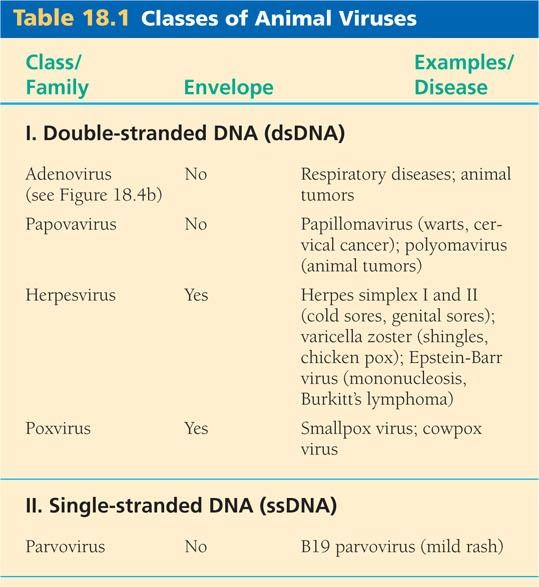 Table 18.1 Classes of Animal Viruses
Class/ Family Envelope Examples/ Disease
I. Double-stranded DNA (dsDNA)
Adenovirus No Respiratory diseases; animal
(see Figure 18.4b) tumors
Papovavirus No Papillomavirus (warts, cer-
vical cancer); polyomavirus
(animal tumors)
Herpesvirus Yes Herpes simplex I and II
(cold sores, genital sores);
varicella zoster (shingles,
chicken pox); Epstein-Barr
virus (mononucleosis,
Burkitt's lymphoma)
Poxvirus Yes Smallpox virus; cowpox
virus
II. Single-stranded DNA (ssDNA)
Parvovirus No B19 parvovirus (mild rash)